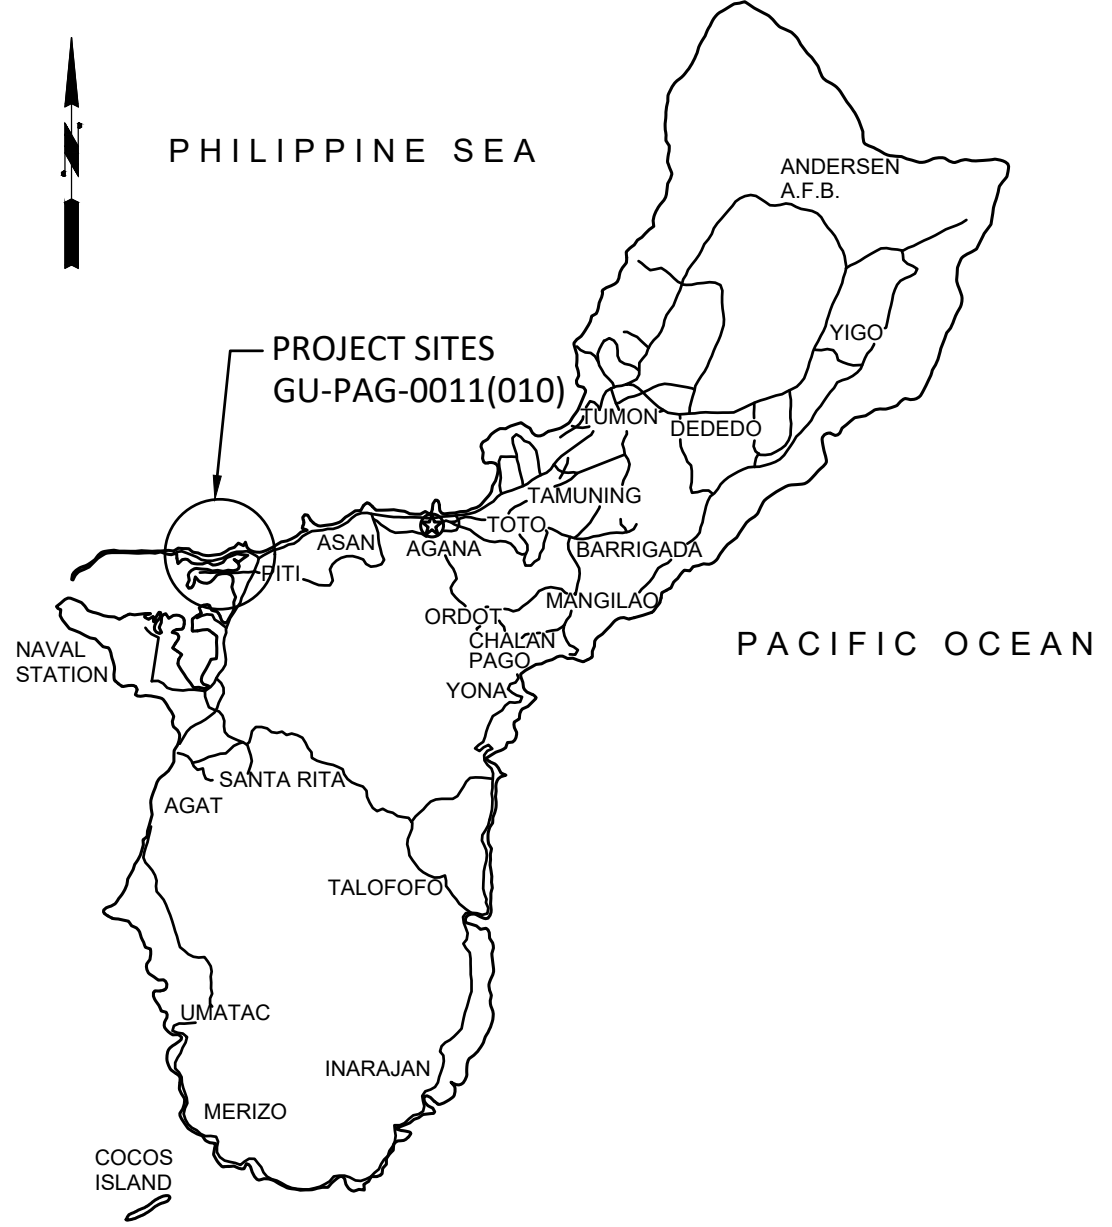 N
PHILIPPINE SEA
ANDERSEN
A.F.B.
YIGO
PROJECT SITES
GU-PAG-0011(010)
TUMON
DEDEDO
TAMUNING
TOTO
ASAN
AGANA
BARRIGADA
PITI
MANGILAO
ORDOT
CHALAN
PAGO
PACIFIC OCEAN
NAVAL
STATION
YONA
SANTA RITA
AGAT
TALOFOFO
UMATAC
INARAJAN
MERIZO
COCOS
ISLAND